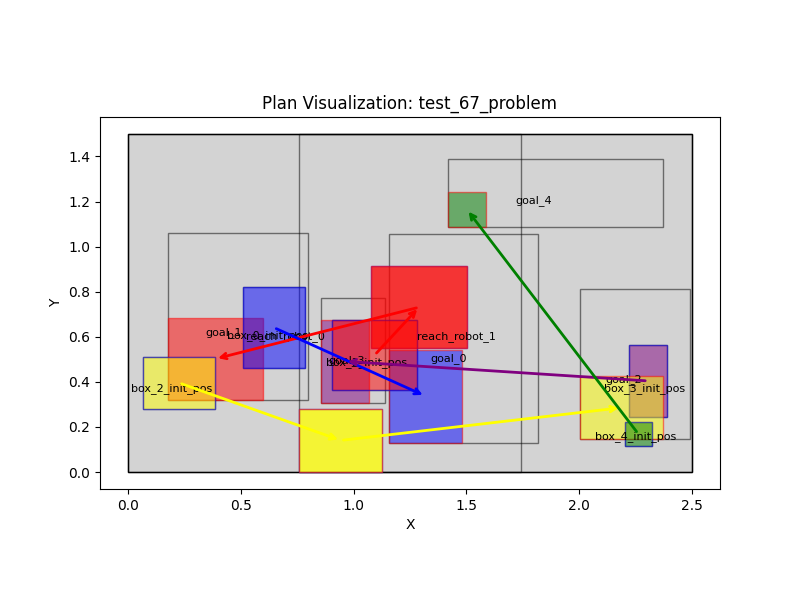 Plan Visualization: test_67_problem
Y
1.4
1.2
1.0
0.8
0.6
0.4
0.2
0.0
goal_4
goal_1
reach_robot_0
reach_robot_1
goal_3
goal_0
goal_2
box_2_init_pos
box_3_init_pos
box_4_init_pos
0.0 0.5 1.0 1.5 2.0 2.5
X